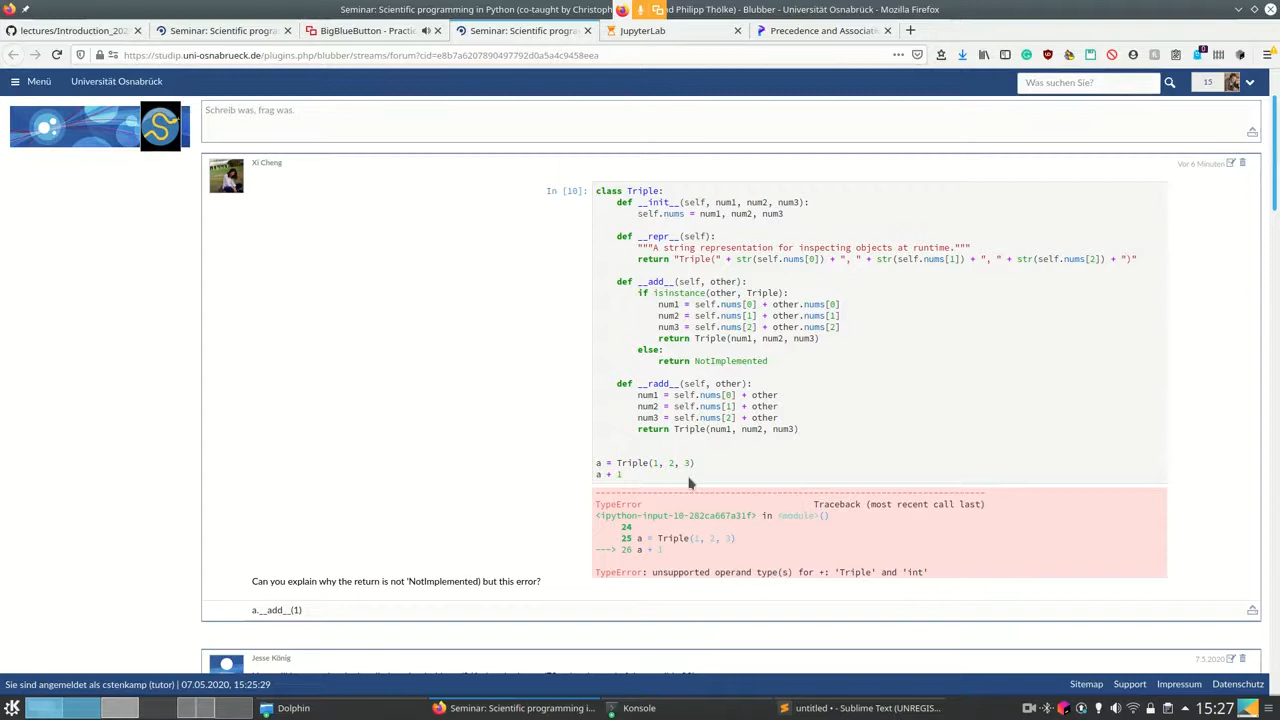 Seminar: Scientific programming in Python (co-taught by Christoph and Philipp Thölke) – Blubber - Universität Osnabrück - Mozilla Firefox
lectures/Introduction_202
Seminar: Scientific progra
BigBlueButton - Practice
Seminar: Scientific progra
JupyterLab
Precedence and Associativ
https://studip.uni-osnabrueck.de/plugins.php/blubber/streams/forum?cid=e8b7a6207890497792d0a5a4c9458eea
Menü
Universität Osnabrück
Was suchen Sie?
15
Schreib was, frag was.
Xi Cheng
Vor 6 Minuten
In [10]:
class Triple:
def __init__(self, num1, num2, num3):
self.nums = num1, num2, num3
def __repr__(self):
"""A string representation for inspecting objects at runtime."""
return "Triple(" + str(self.nums[0]) + ", " + str(self.nums[1]) + ", " + str(self.nums[2]) + ")"
def __add__(self, other):
if isinstance(other, Triple):
num1 = self.nums[0] + other.nums[0]
num2 = self.nums[1] + other.nums[1]
num3 = self.nums[2] + other.nums[2]
return Triple(num1, num2, num3)
else:
return NotImplemented
def __radd__(self, other):
num1 = self.nums[0] + other
num2 = self.nums[1] + other
num3 = self.nums[2] + other
return Triple(num1, num2, num3)
a = Triple(1, 2, 3)
a + 1
TypeError Traceback (most recent call last)
<ipython-input-10-282ca667a31f> in <module>()
24
25 a = Triple(1, 2, 3)
---> 26 a + 1
TypeError: unsupported operand type(s) for +: 'Triple' and 'int'
Can you explain why the return is not 'NotImplemented) but this error?
a.__add__(1)
Jesse König
7.5.2020
Sie sind angemeldet als cstenkamp (tutor) | 07.05.2020, 15:25:29
Sitemap
Support
Impressum
Datenschutz
Dolphin
Seminar: Scientific programming i...
Konsole
untitled • - Sublime Text (UNREGIS...
15:27